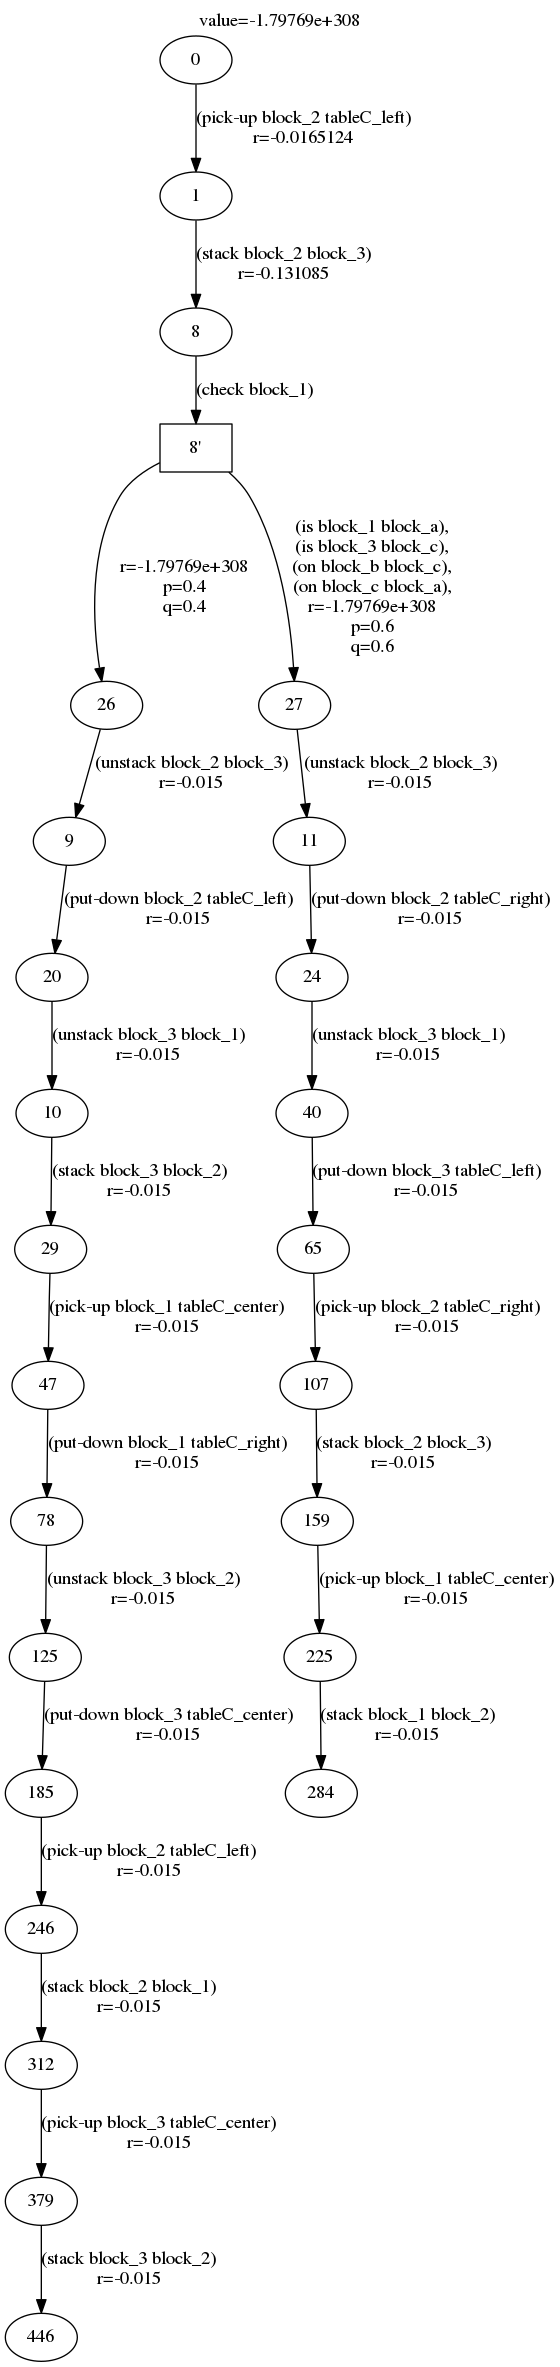 value=-1.79769e+308
0
(pick-up block_2 tableC_left)
r=-0.0165124
1
(stack block_2 block_3)
r=-0.131085
8
(check block_1)
8'
r=-1.79769e+308
p=0.4
q=0.4
(is block_1 block_a),
(is block_3 block_c),
(on block_b block_c),
(on block_c block_a),
r=-1.79769e+308
p=0.6
q=0.6
26
27
(unstack block_2 block_3)
r=-0.015
(unstack block_2 block_3)
r=-0.015
9
11
(put-down block_2 tableC_left)
r=-0.015
(put-down block_2 tableC_right)
r=-0.015
20
24
(unstack block_3 block_1)
r=-0.015
(unstack block_3 block_1)
r=-0.015
10
40
(stack block_3 block_2)
r=-0.015
(put-down block_3 tableC_left)
r=-0.015
29
65
(pick-up block_1 tableC_center)
r=-0.015
(pick-up block_2 tableC_right)
r=-0.015
47
107
(put-down block_1 tableC_right)
r=-0.015
(stack block_2 block_3)
r=-0.015
78
159
(unstack block_3 block_2)
r=-0.015
(pick-up block_1 tableC_center)
r=-0.015
125
225
(put-down block_3 tableC_center)
r=-0.015
(stack block_1 block_2)
r=-0.015
185
284
(pick-up block_2 tableC_left)
r=-0.015
246
(stack block_2 block_1)
r=-0.015
312
(pick-up block_3 tableC_center)
r=-0.015
379
(stack block_3 block_2)
r=-0.015
446